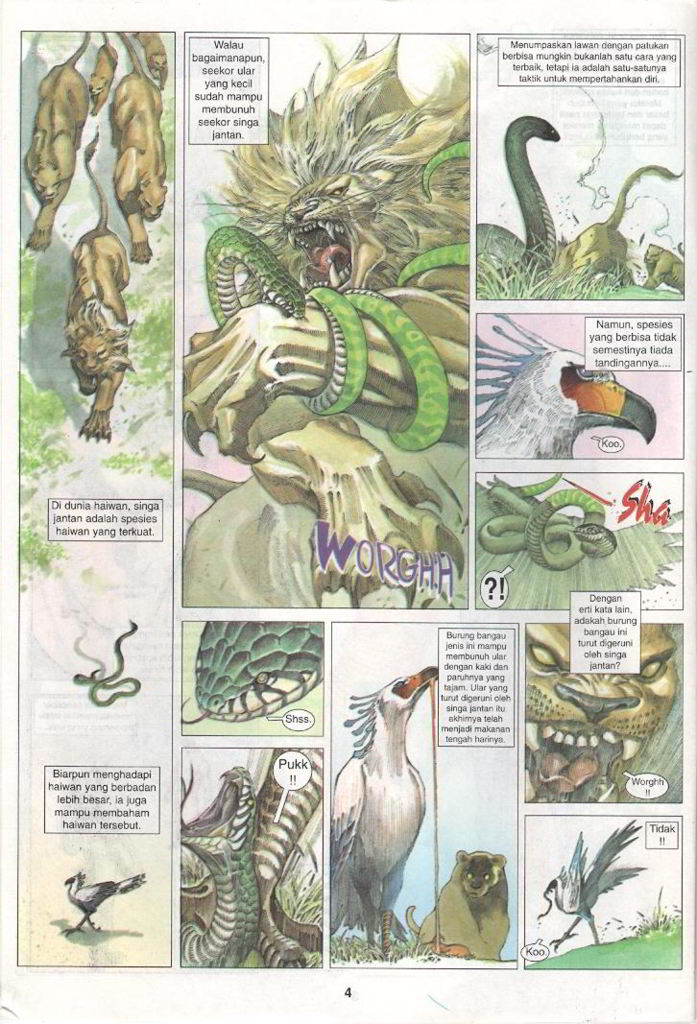 Di dunia haiwan, singa
jantan adalah spesies
haiwan yang terkuat.
Biarpun menghadapi
haiwan yang berbadan
lebih besar, ia juga
mampu membaham
haiwan tersebut.
Walau
bagaimanapun,
seekor ular
yang kecil
sudah mampu
membunuh
seekor singa
jantan.
WORGHH
Menumpaskan lawan dengan patukan
berbisa mungkin bukanlah satu cara yang
terbaik, tetapi ia adalah satu-satunya
taktik untuk mempertahankan diri.
Namun, spesies
yang berbisa tidak
semestinya tiada
tandingannya....
Koo.
Sha
?!
Shss.
Pukk
!!
Burung bangau
jenis ini mampu
membunuh ular
dengan kaki dan
paruhnya yang
tajam. Ular yang
turut digeruni oleh
singa jantan itu
akhirnya telah
menjadi makanan
tengah harinya.
Dengan
erti kata lain,
adakah burung
bangau ini
turut digeruni
oleh singa
jantan?
Worghh
!!
Tidak
!!
Koo.
4